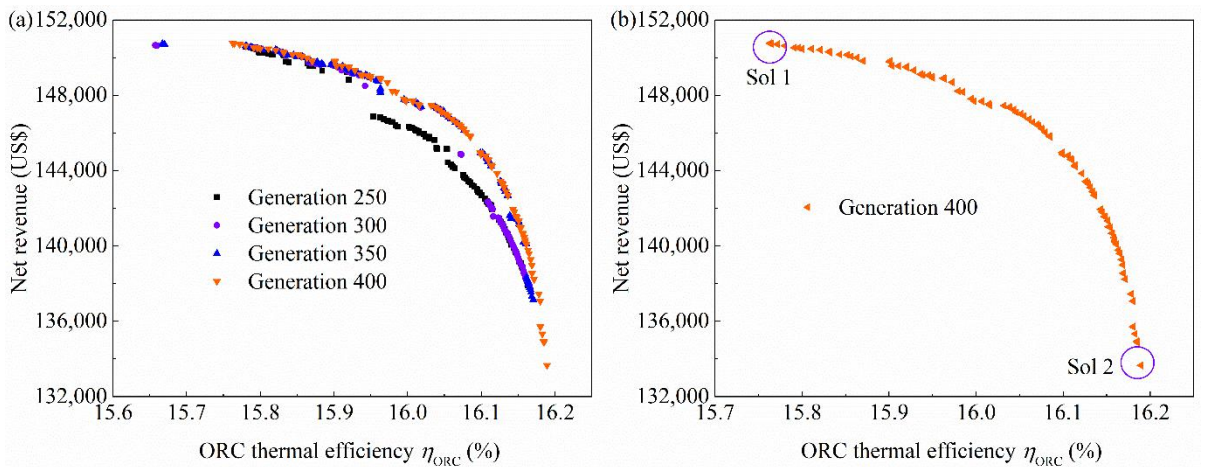 (a)
152,000
148,000
144,000
140,000
136,000
132,000
Net revenue (US$)
Generation 250
Generation 300
Generation 350
Generation 400
15.6 15.7 15.8 15.9 16.0 16.1 16.2
ORC thermal efficiency η_ORC (%)
(b)
152,000
148,000
144,000
140,000
136,000
132,000
Net revenue (US$)
Sol 1
Generation 400
Sol 2
15.7 15.8 15.9 16.0 16.1 16.2
ORC thermal efficiency η_ORC (%)